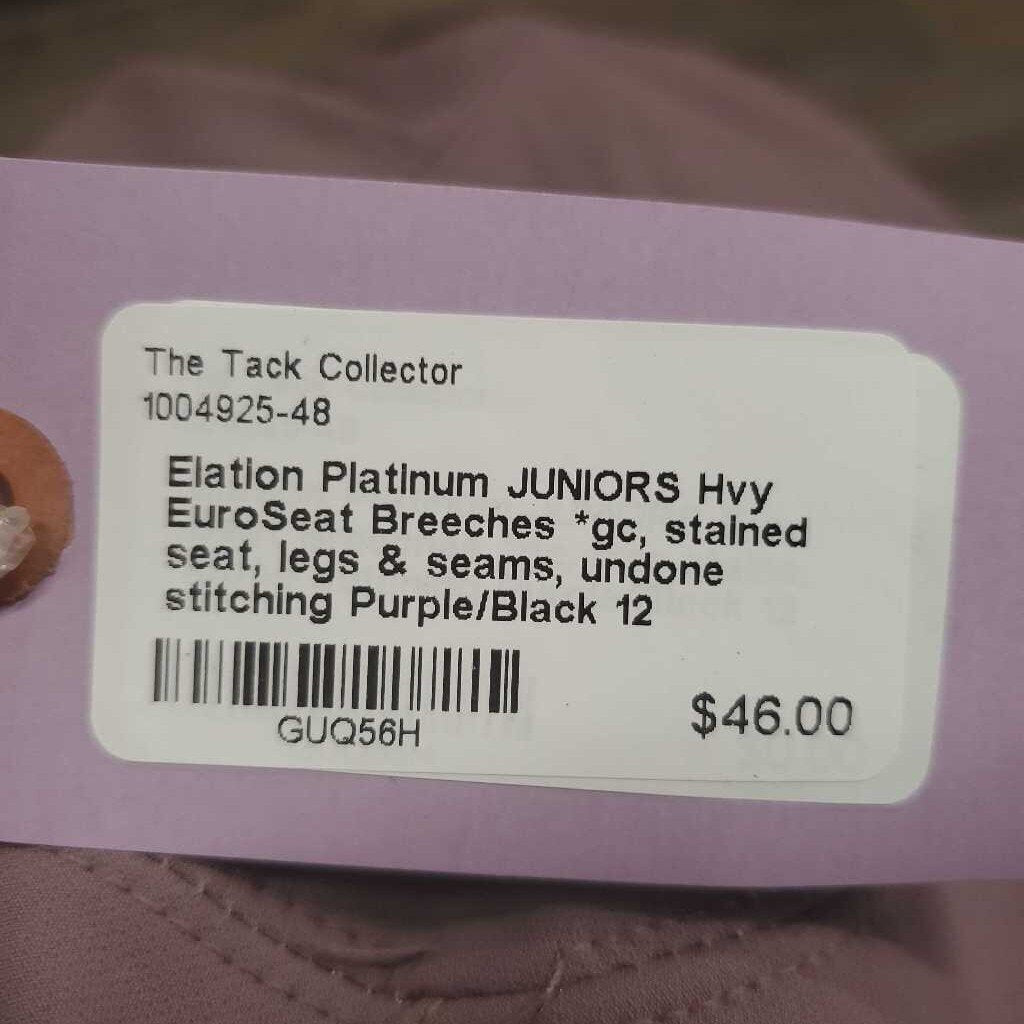 The Tack Collector
1004925-48
Elation Platinum JUNIORS Hvy
EuroSeat Breeches *gc, stained
seat, legs & seams, undone
stitching Purple/Black 12
GUQ56H
$46.00